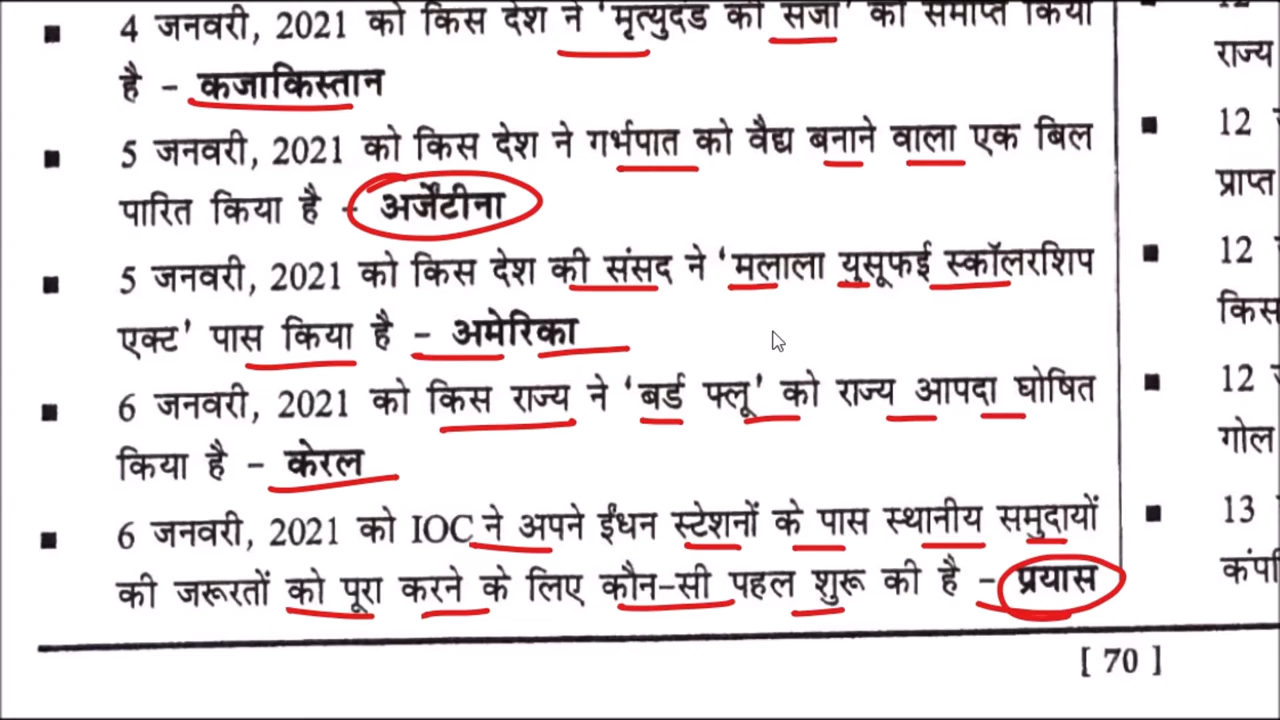 4 जनवरी, 2021 को किस देश ने 'मृत्युदंड की सजा' को समाप्त किया
है - कजाकिस्तान
5 जनवरी, 2021 को किस देश ने गर्भपात को वैद्य बनाने वाला एक बिल
पारित किया है - अर्जेंटीना
5 जनवरी, 2021 को किस देश की संसद ने 'मलाला युसूफई स्कॉलरशिप
एक्ट' पास किया है - अमेरिका
6 जनवरी, 2021 को किस राज्य ने 'बर्ड फ्लू' को राज्य आपदा घोषित
किया है - केरल
6 जनवरी, 2021 को IOC ने अपने ईंधन स्टेशनों के पास स्थानीय समुदायों
की जरूरतों को पूरा करने के लिए कौन-सी पहल शुरू की है - प्रयास
[ 70 ]
12
राज्य
12
प्राप्त
12
12
गोल
13